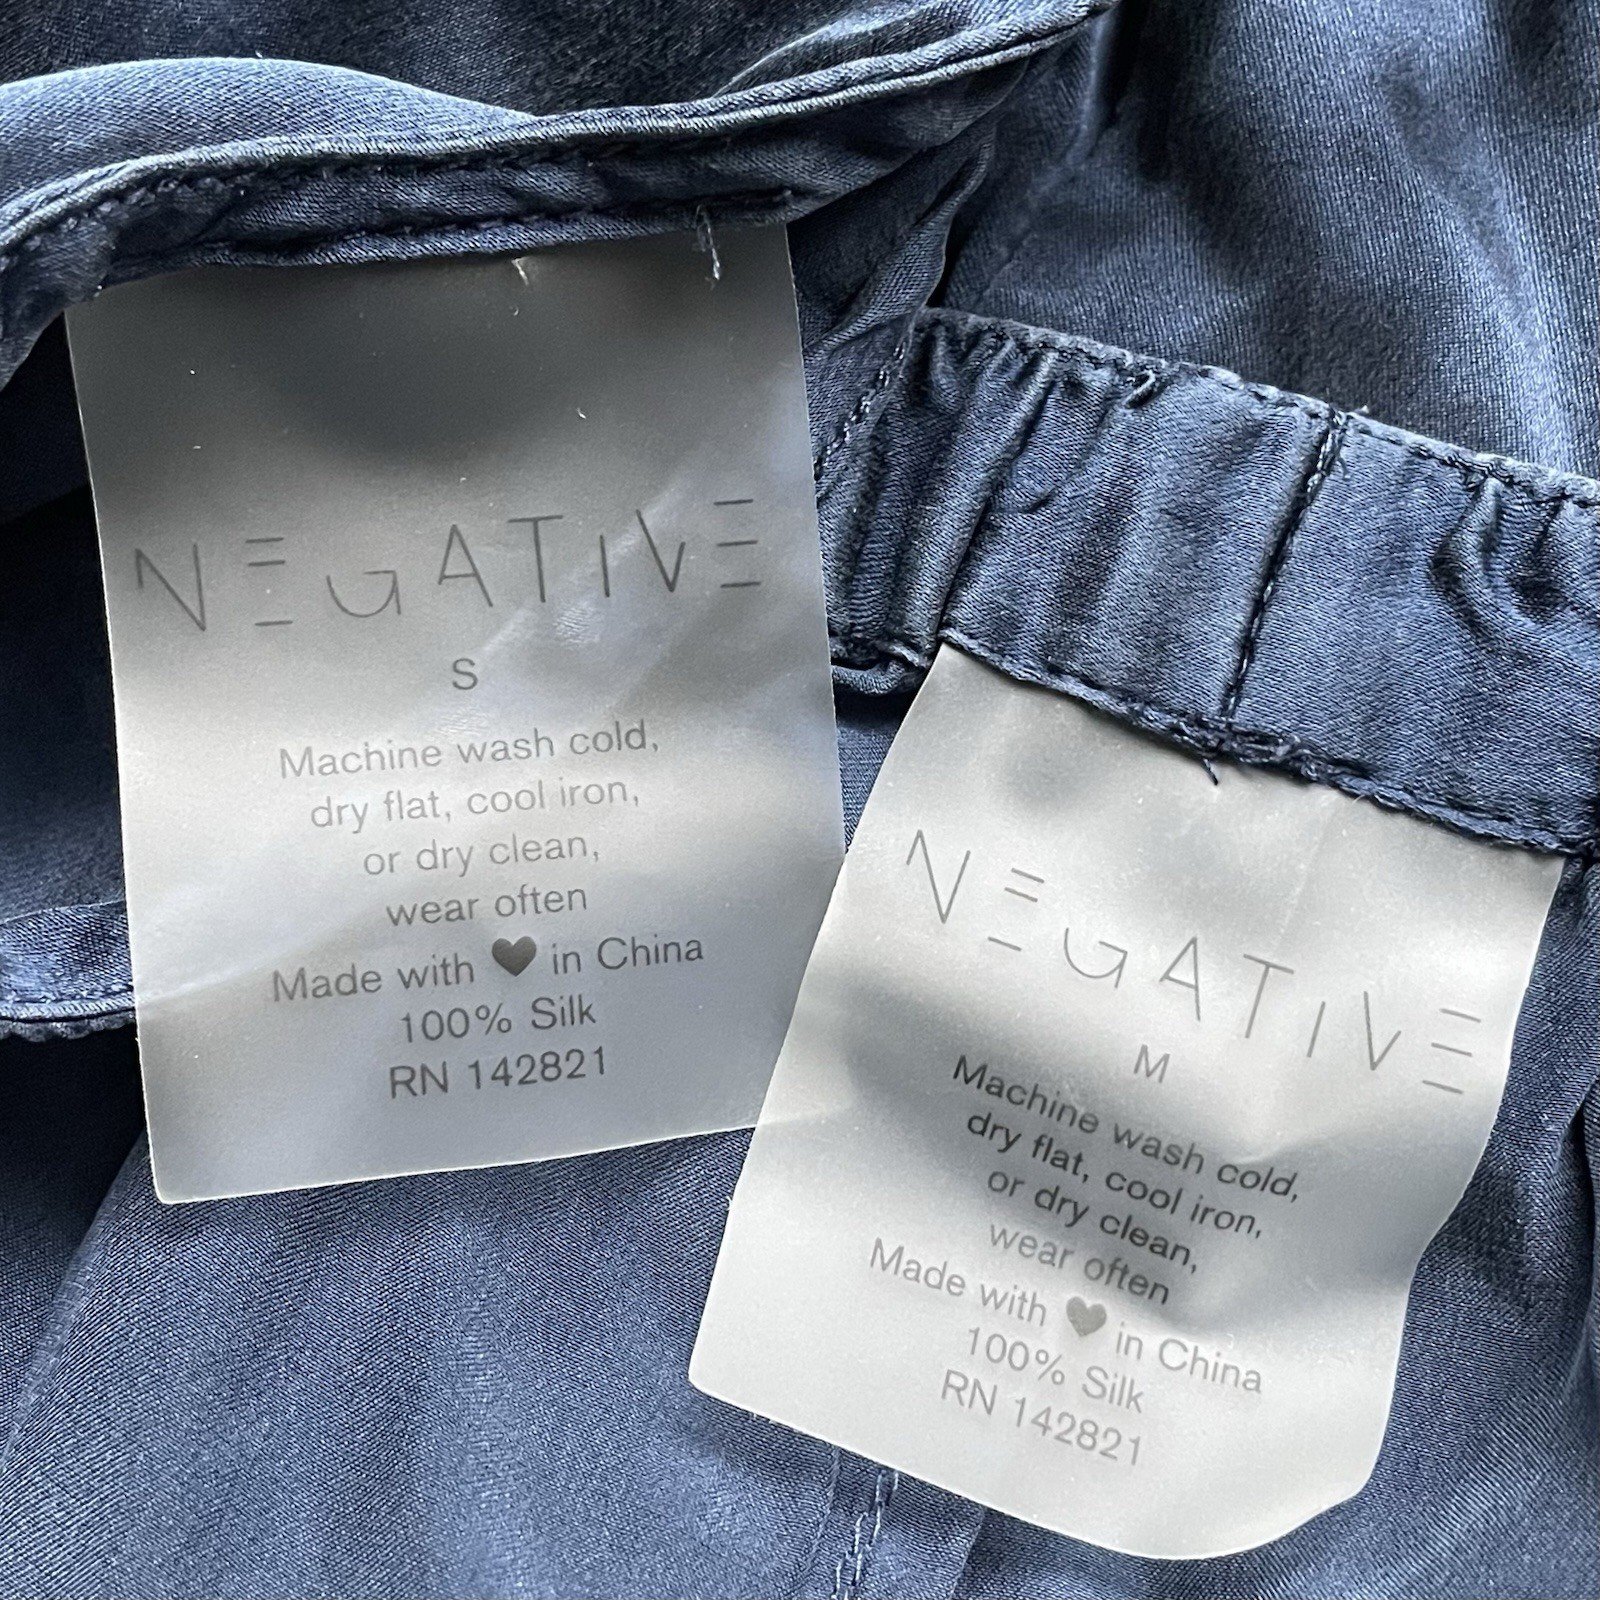 NEGATIVE
S
Machine wash cold,
dry flat, cool iron,
or dry clean,
wear often
Made with ♥ in China
100% Silk
RN 142821
NEGATIVE
M
Machine wash cold,
dry flat, cool iron,
or dry clean,
wear often
Made with ♥ in China
100% Silk
RN 142821